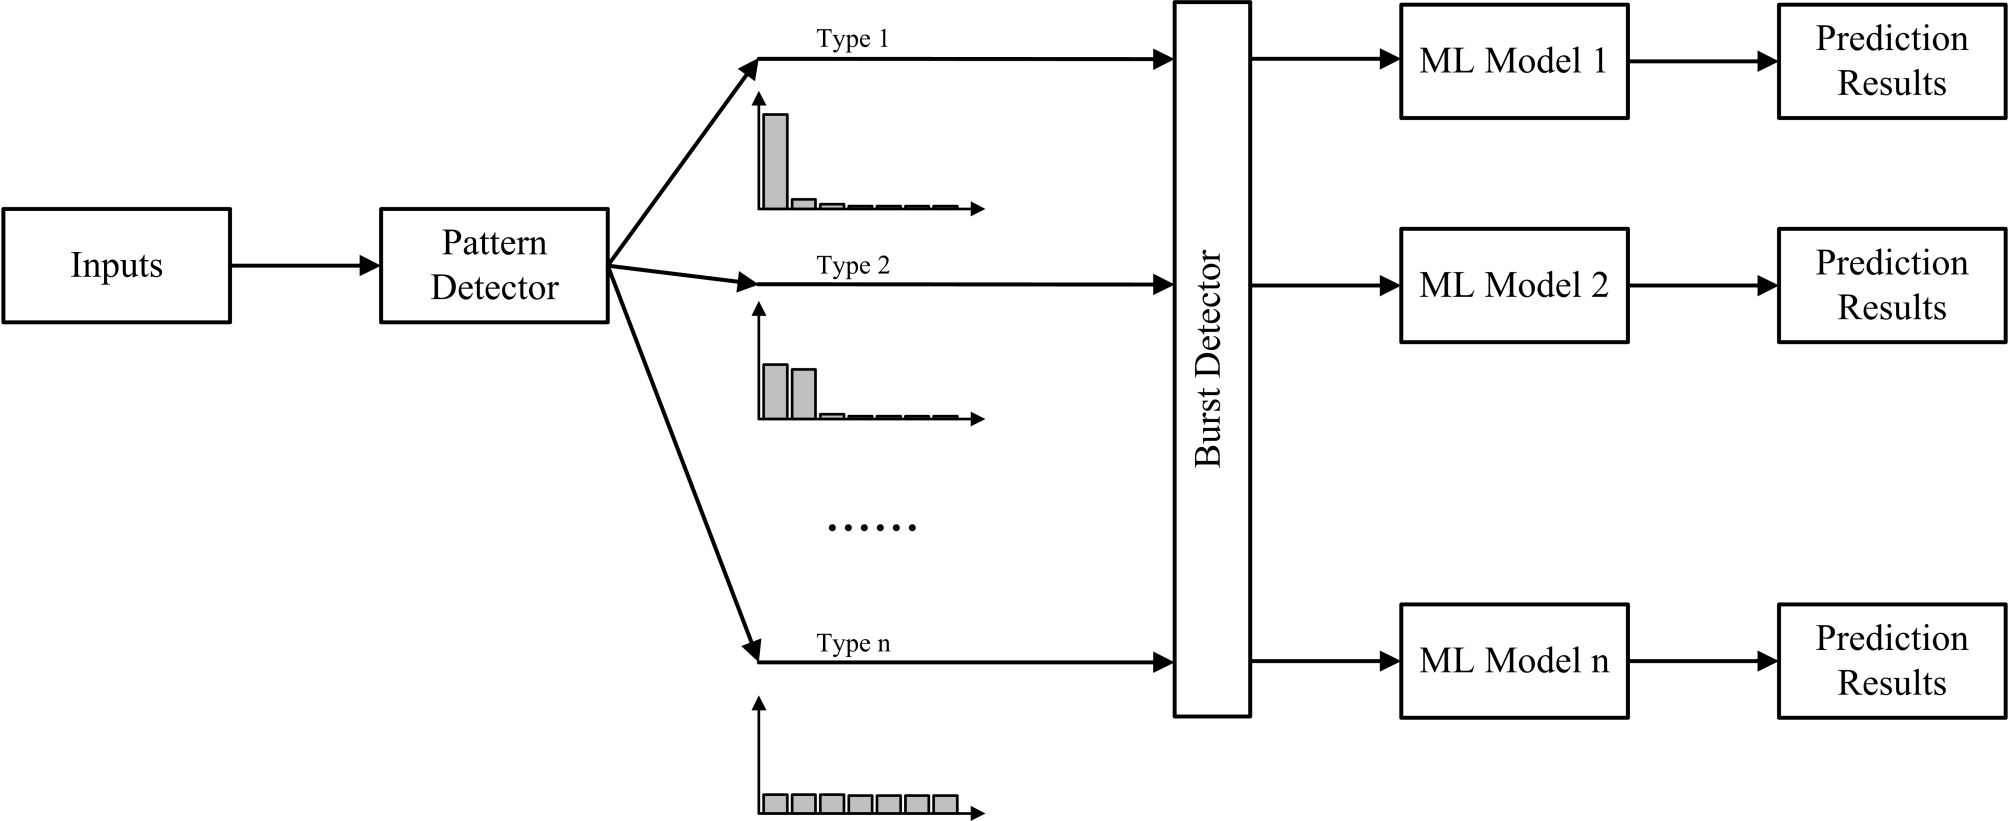 Inputs
Pattern
Detector
Type 1
Type 2
......
Type n
Burst Detector
ML Model 1
Prediction
Results
ML Model 2
Prediction
Results
ML Model n
Prediction
Results